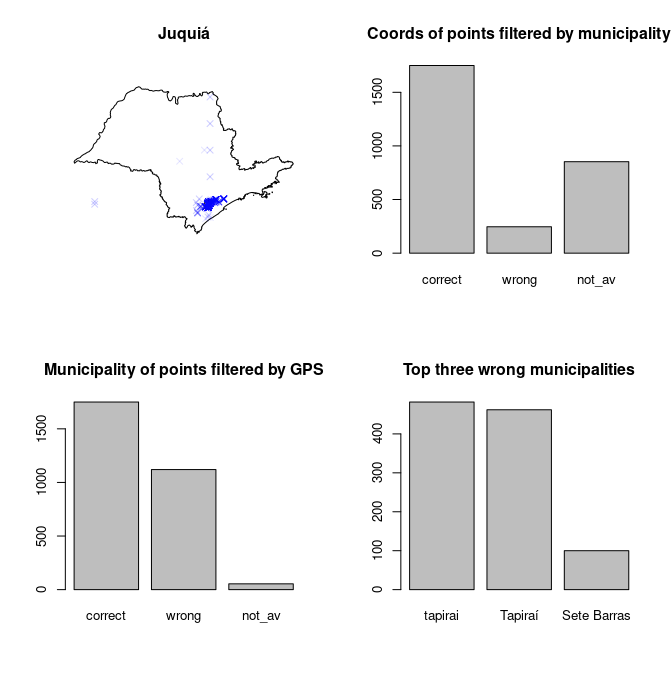 Juquiá
Coords of points filtered by municipality
0 500 1000 1500
correct wrong not_av
Municipality of points filtered by GPS
0 500 1000 1500
correct wrong not_av
Top three wrong municipalities
0 100 200 300 400
tapirai Tapiraí Sete Barras